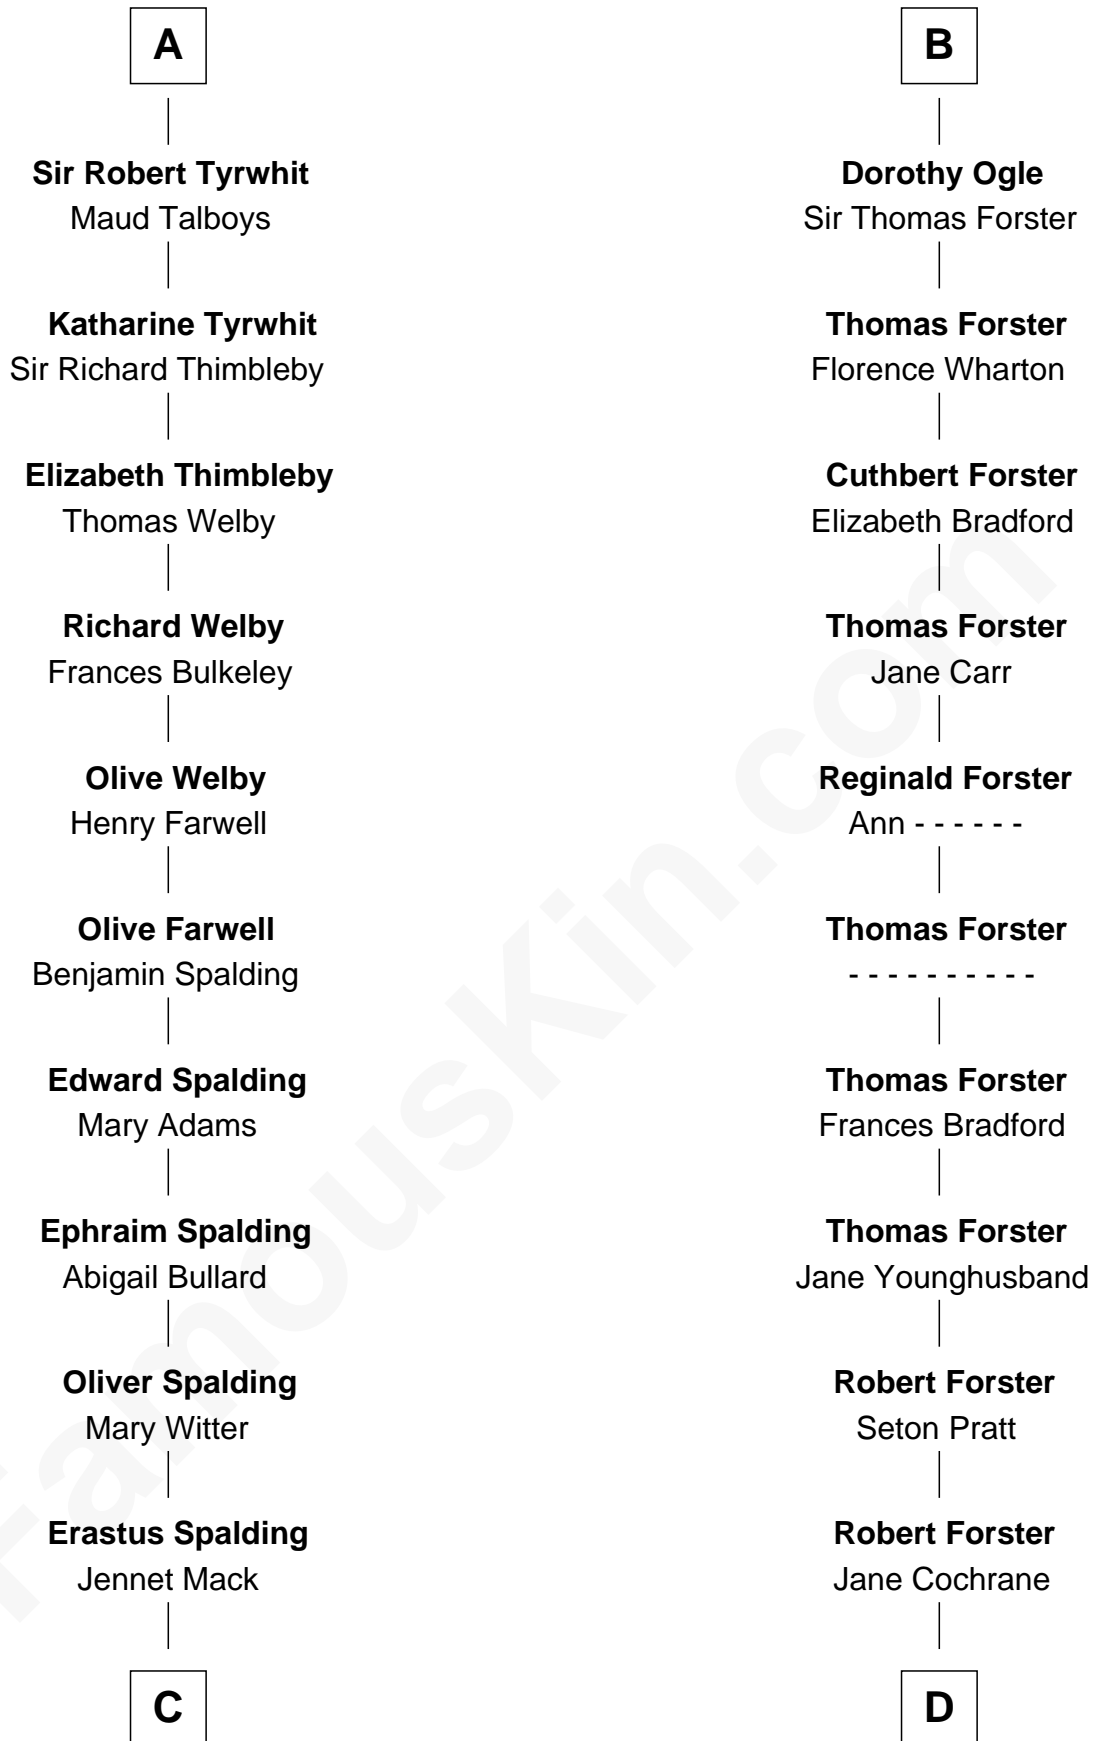 A
Sir Robert Tyrwhit
Maud Talboys
Katharine Tyrwhit
Sir Richard Thimbleby
Elizabeth Thimbleby
Thomas Welby
Richard Welby
Frances Bulkeley
Olive Welby
Henry Farwell
Olive Farwell
Benjamin Spalding
Edward Spalding
Mary Adams
Ephraim Spalding
Abigail Bullard
Oliver Spalding
Mary Witter
Erastus Spalding
Jennet Mack
C
B
Dorothy Ogle
Sir Thomas Forster
Thomas Forster
Florence Wharton
Cuthbert Forster
Elizabeth Bradford
Thomas Forster
Jane Carr
Reginald Forster
Ann - - - - - -
Thomas Forster
- - - - - - - - - -
Thomas Forster
Frances Bradford
Thomas Forster
Jane Younghusband
Robert Forster
Seton Pratt
Robert Forster
Jane Cochrane
D
FamousKin.com